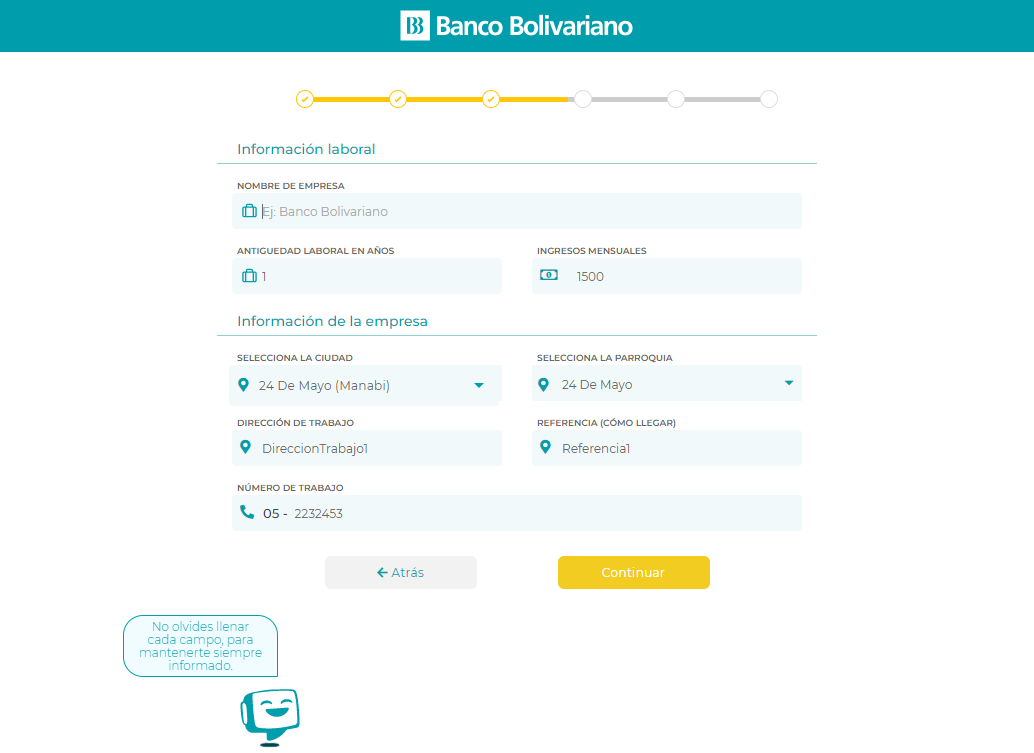 Banco Bolivariano
Información laboral
NOMBRE DE EMPRESA
Ej: Banco Bolivariano
ANTIGUEDAD LABORAL EN AÑOS
INGRESOS MENSUALES
1
1500
Información de la empresa
SELECCIONA LA CIUDAD
SELECCIONA LA PARROQUIA
24 De Mayo (Manabi)
24 De Mayo
DIRECCIÓN DE TRABAJO
REFERENCIA (CÓMO LLEGAR)
DireccionTrabajo1
Referencia1
NÚMERO DE TRABAJO
05 - 2232453
Atrás
Continuar
No olvides llenar
cada campo, para
mantenerte siempre
informado.